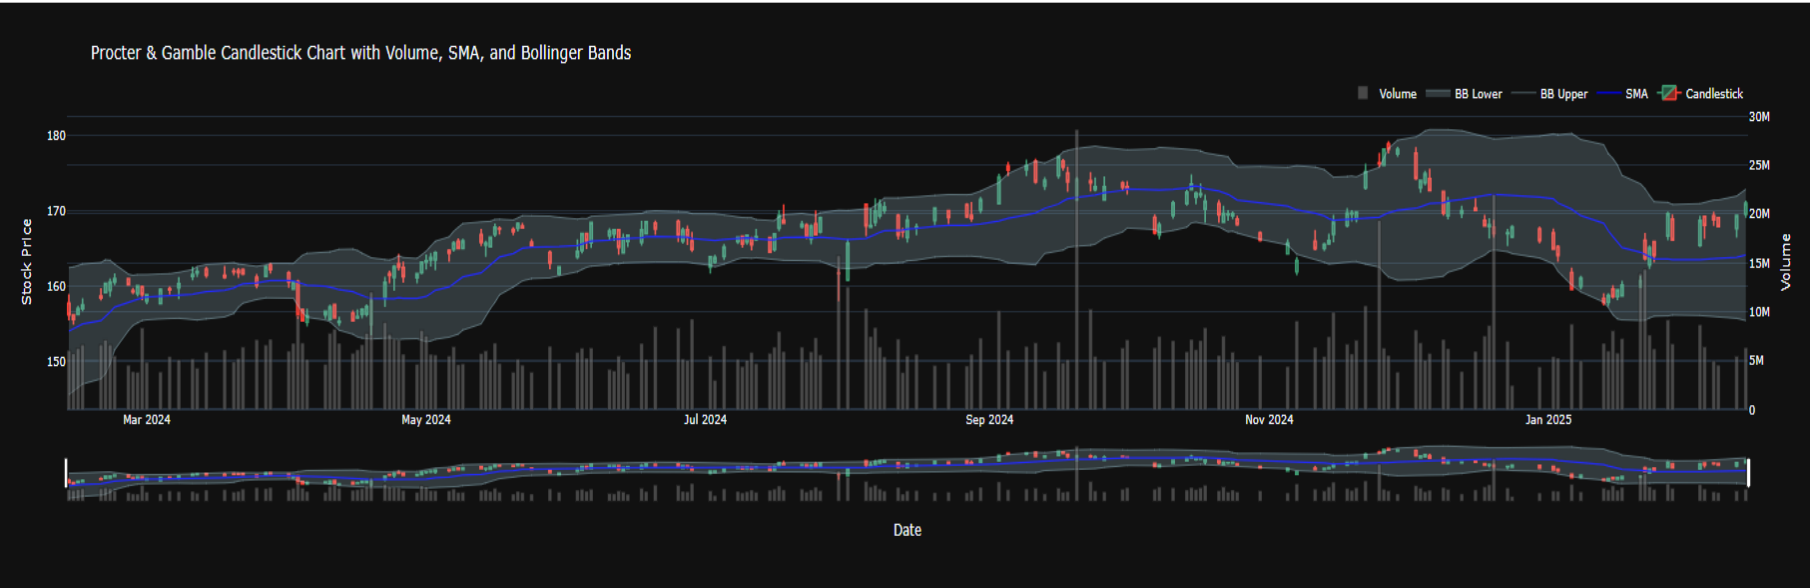 Procter & Gamble Candlestick Chart with Volume, SMA, and Bollinger Bands
Volume BB Lower BB Upper SMA Candlestick
180
170
160
150
Stock Price
30M
25M
20M
15M
10M
5M
0
Volume
Mar 2024 May 2024 Jul 2024 Sep 2024 Nov 2024 Jan 2025
Date